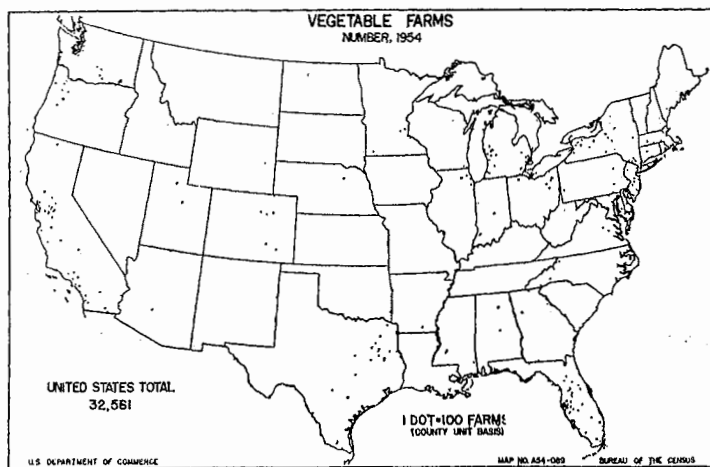 VEGETABLE FARMS
NUMBER, 1954
UNITED STATES TOTAL
32,561
1 DOT=100 FARMS
(COUNTY UNIT BASIS)
U.S. DEPARTMENT OF COMMERCE
MAP NO. A54-089
BUREAU OF THE CENSUS